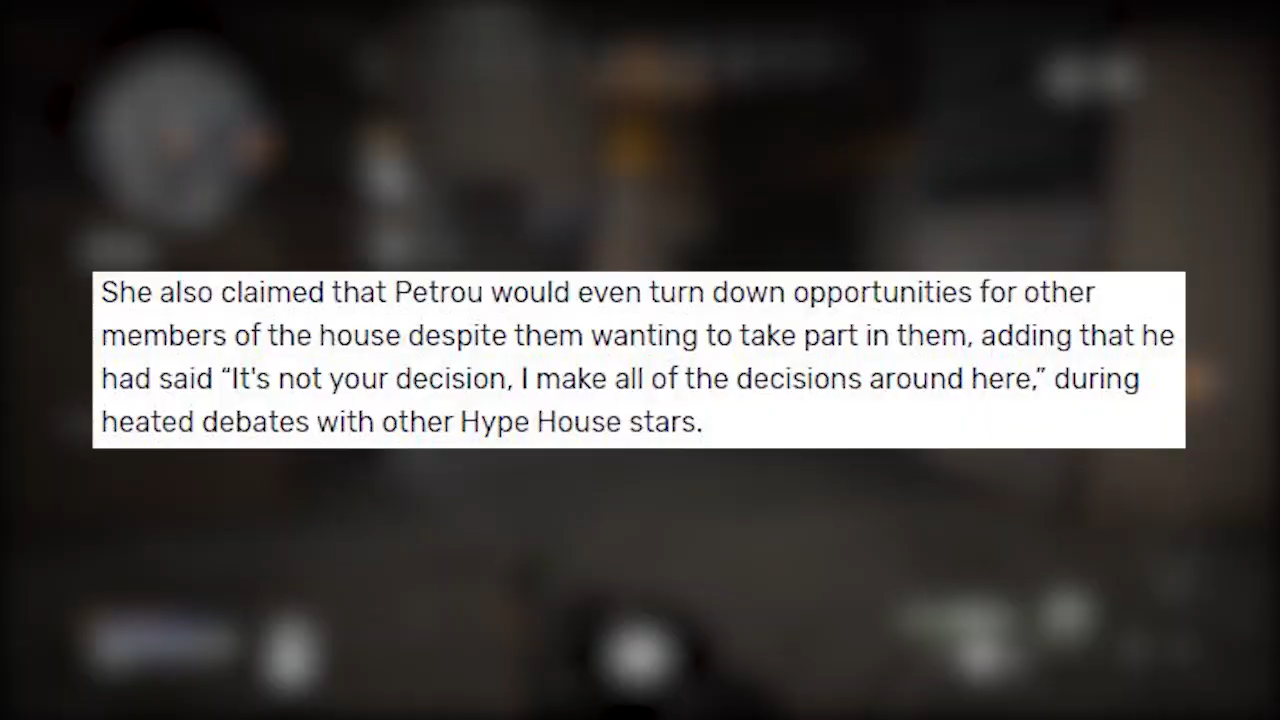 She also claimed that Petrou would even turn down opportunities for other
members of the house despite them wanting to take part in them, adding that he
had said “It's not your decision, I make all of the decisions around here,” during
heated debates with other Hype House stars.